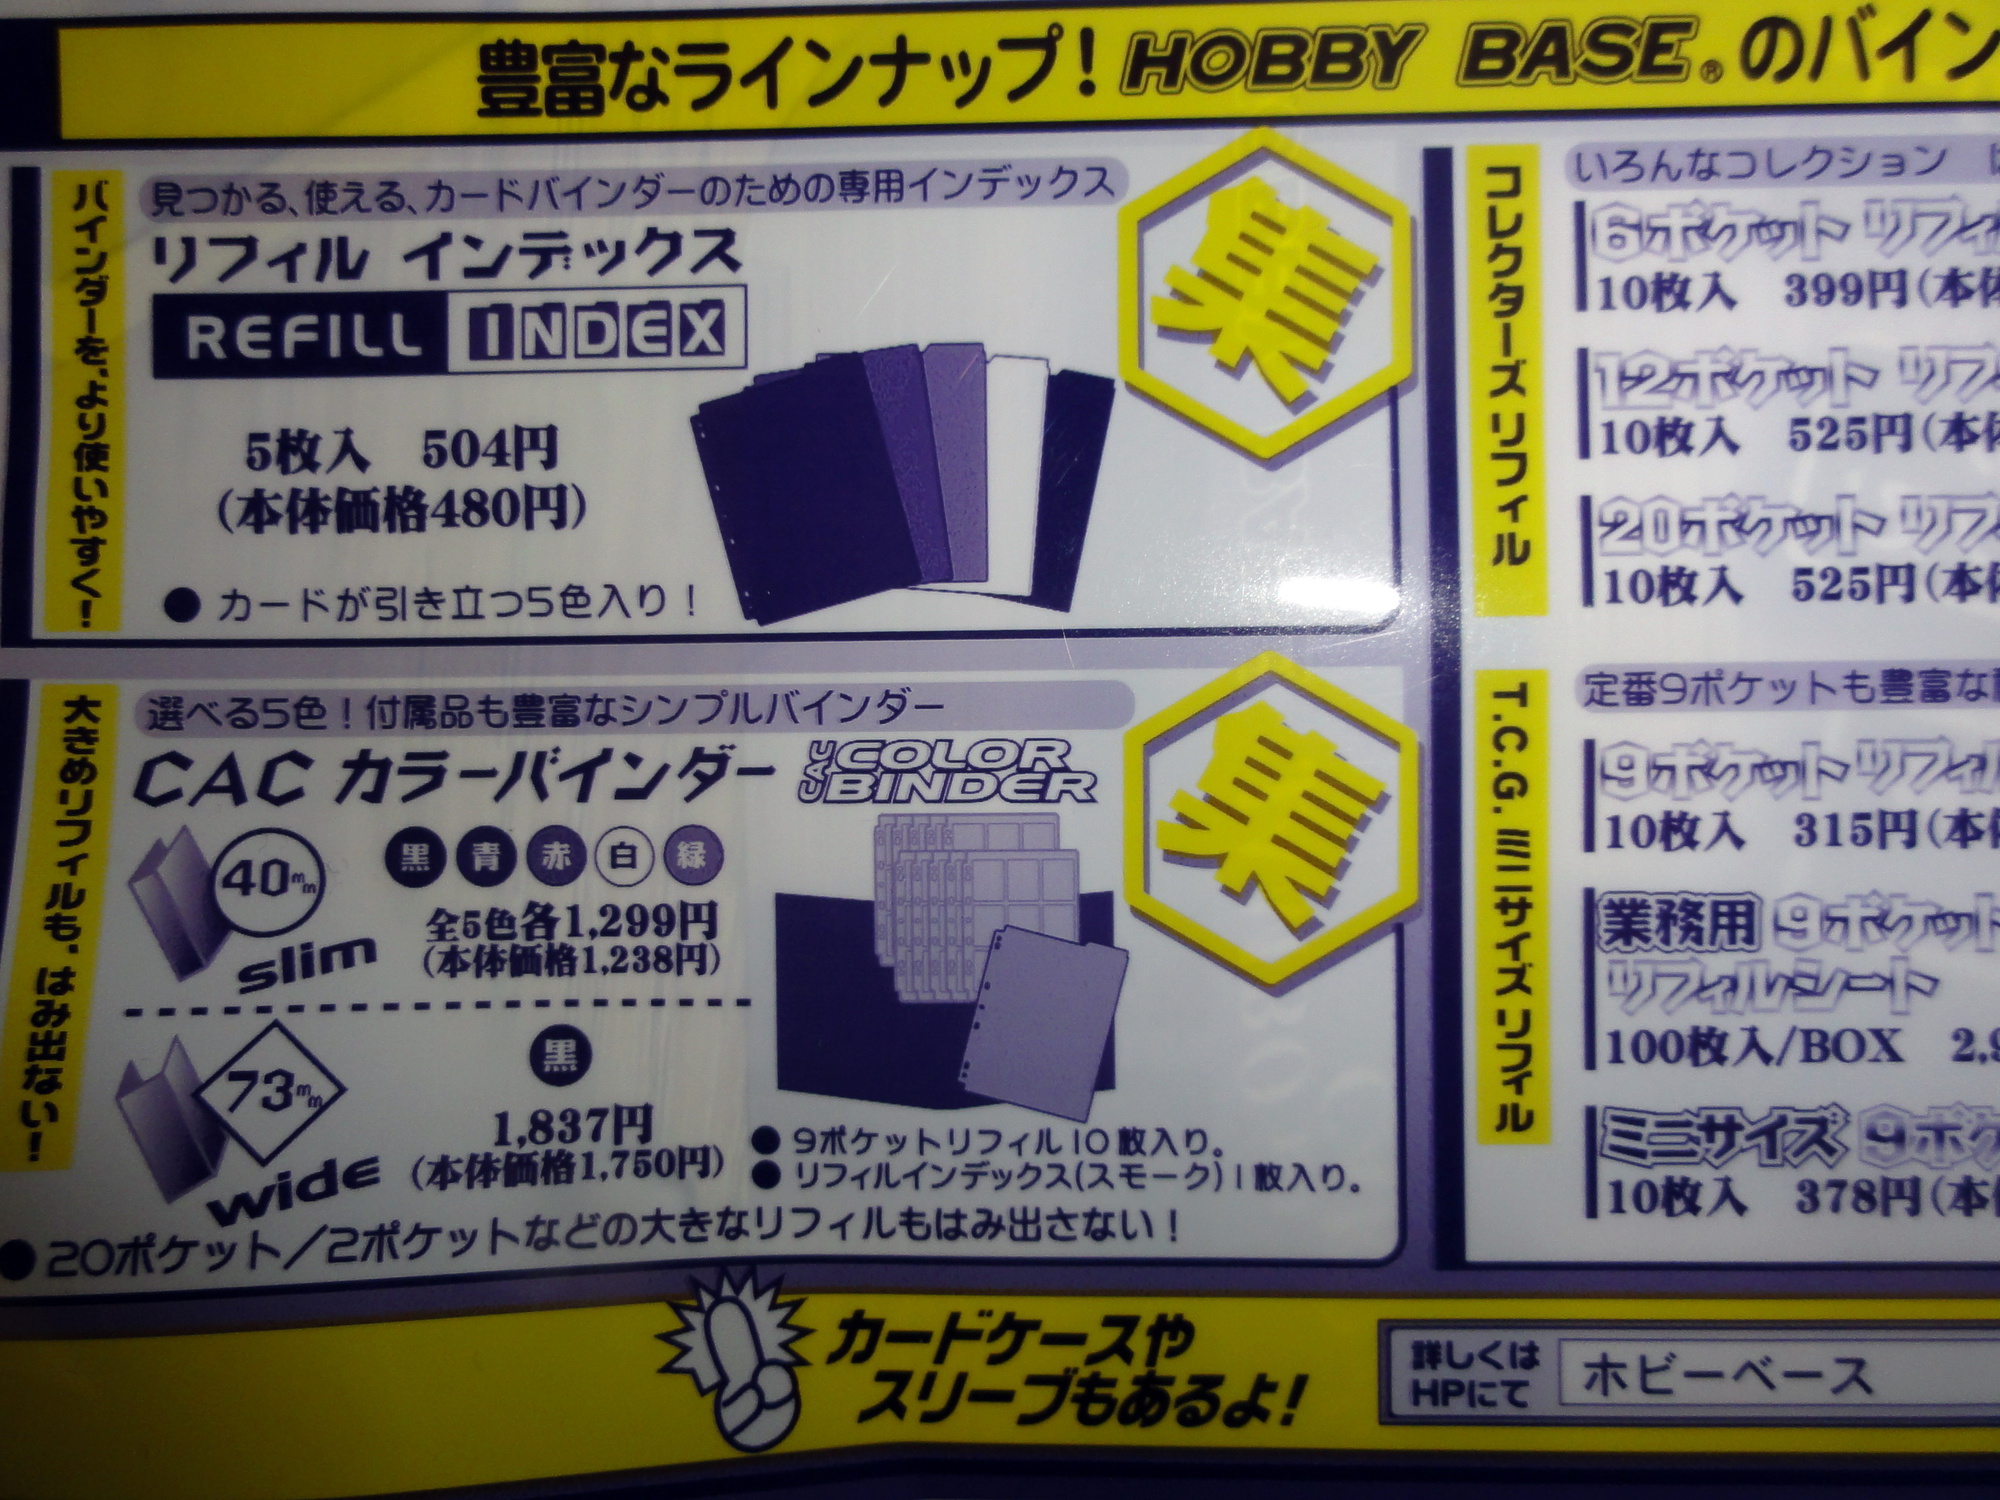 豊富なラインナップ! HOBBY BASE®のバイン
バインダーを、より使いやすく!
見つかる、使える、カードバインダーのための専用インデックス
リフィル インデックス
REFILL INDEX
5枚入 504円
(本体価格480円)
● カードが引き立つ5色入り!
集
大きめリフィルも、はみ出ない!
選べる5色!付属品も豊富なシンプルバインダー
CAC カラーバインダー
CAC COLOR BINDER
40mm
slim
黒 青 赤 白 緑
全5色各1,299円
(本体価格1,238円)
73mm
wide
黒
1,837円
(本体価格1,750円)
● 9ポケットリフィル10枚入り。
● リフィルインデックス(スモーク)1枚入り。
● 20ポケット/2ポケットなどの大きなリフィルもはみ出さない!
集
コレクターズ リフィル
いろんなコレクション
6ポケット リフィ
10枚入 399円(本体
12ポケット リフ
10枚入 525円(本
20ポケット リフ
10枚入 525円(本
T.C.G. ミニサイズ リフィル
定番9ポケットも豊富な
9ポケットリフィル
10枚入 315円(本
業務用 9ポケット
リフィルシート
100枚入/BOX 2,9
ミニサイズ 9ポケ
10枚入 378円(本
カードケースや
スリーブもあるよ!
詳しくは
HPにて
ホビーベース